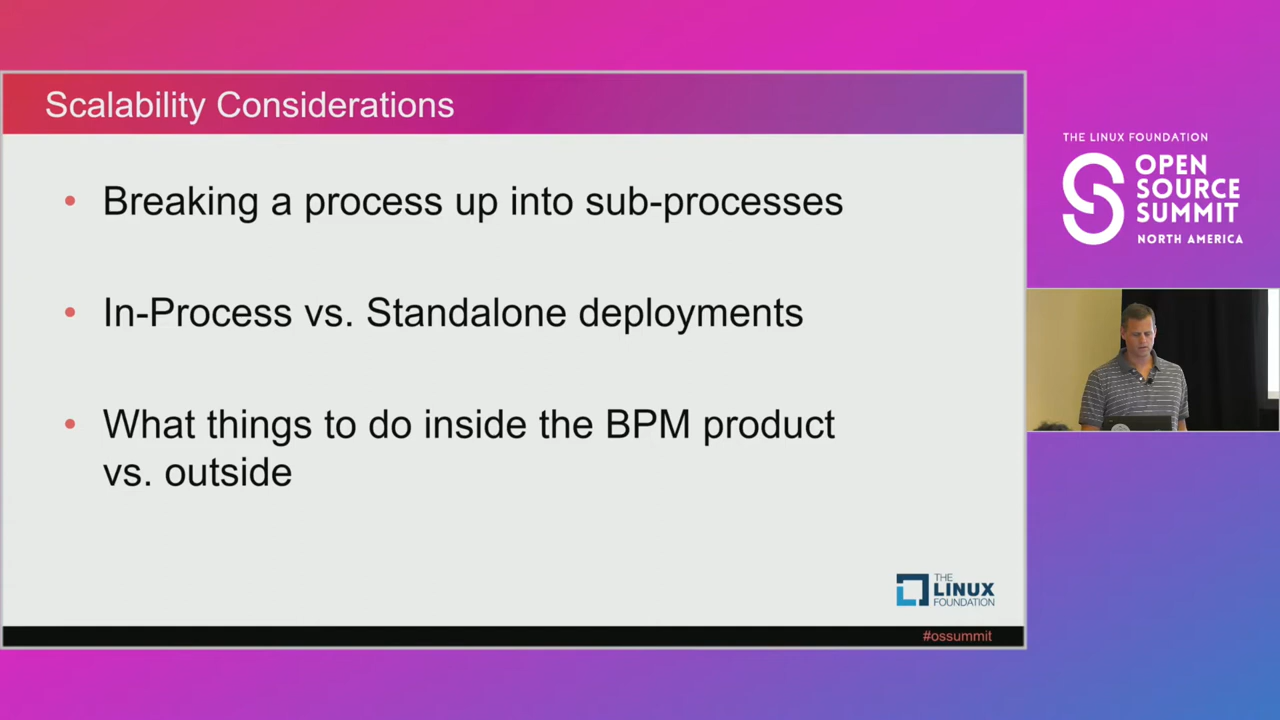 Scalability Considerations
• Breaking a process up into sub-processes
• In-Process vs. Standalone deployments
• What things to do inside the BPM product
vs. outside
THE
LINUX
FOUNDATION
#ossummit
THE LINUX FOUNDATION
OPEN
SOURCE
SUMMIT
NORTH AMERICA